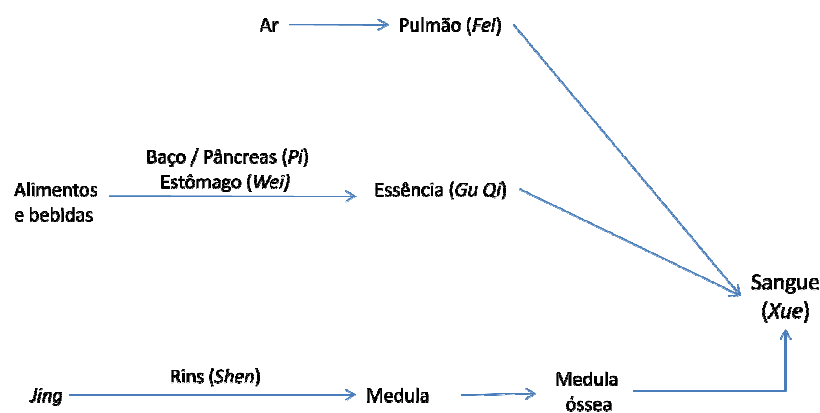 Ar
Pulmão (Fei)
Baço / Pâncreas (Pi)
Estômago (Wei)
Alimentos
e bebidas
Essência (Gu Qi)
Sangue
(Xue)
Rins (Shen)
Jing
Medula
Medula
óssea